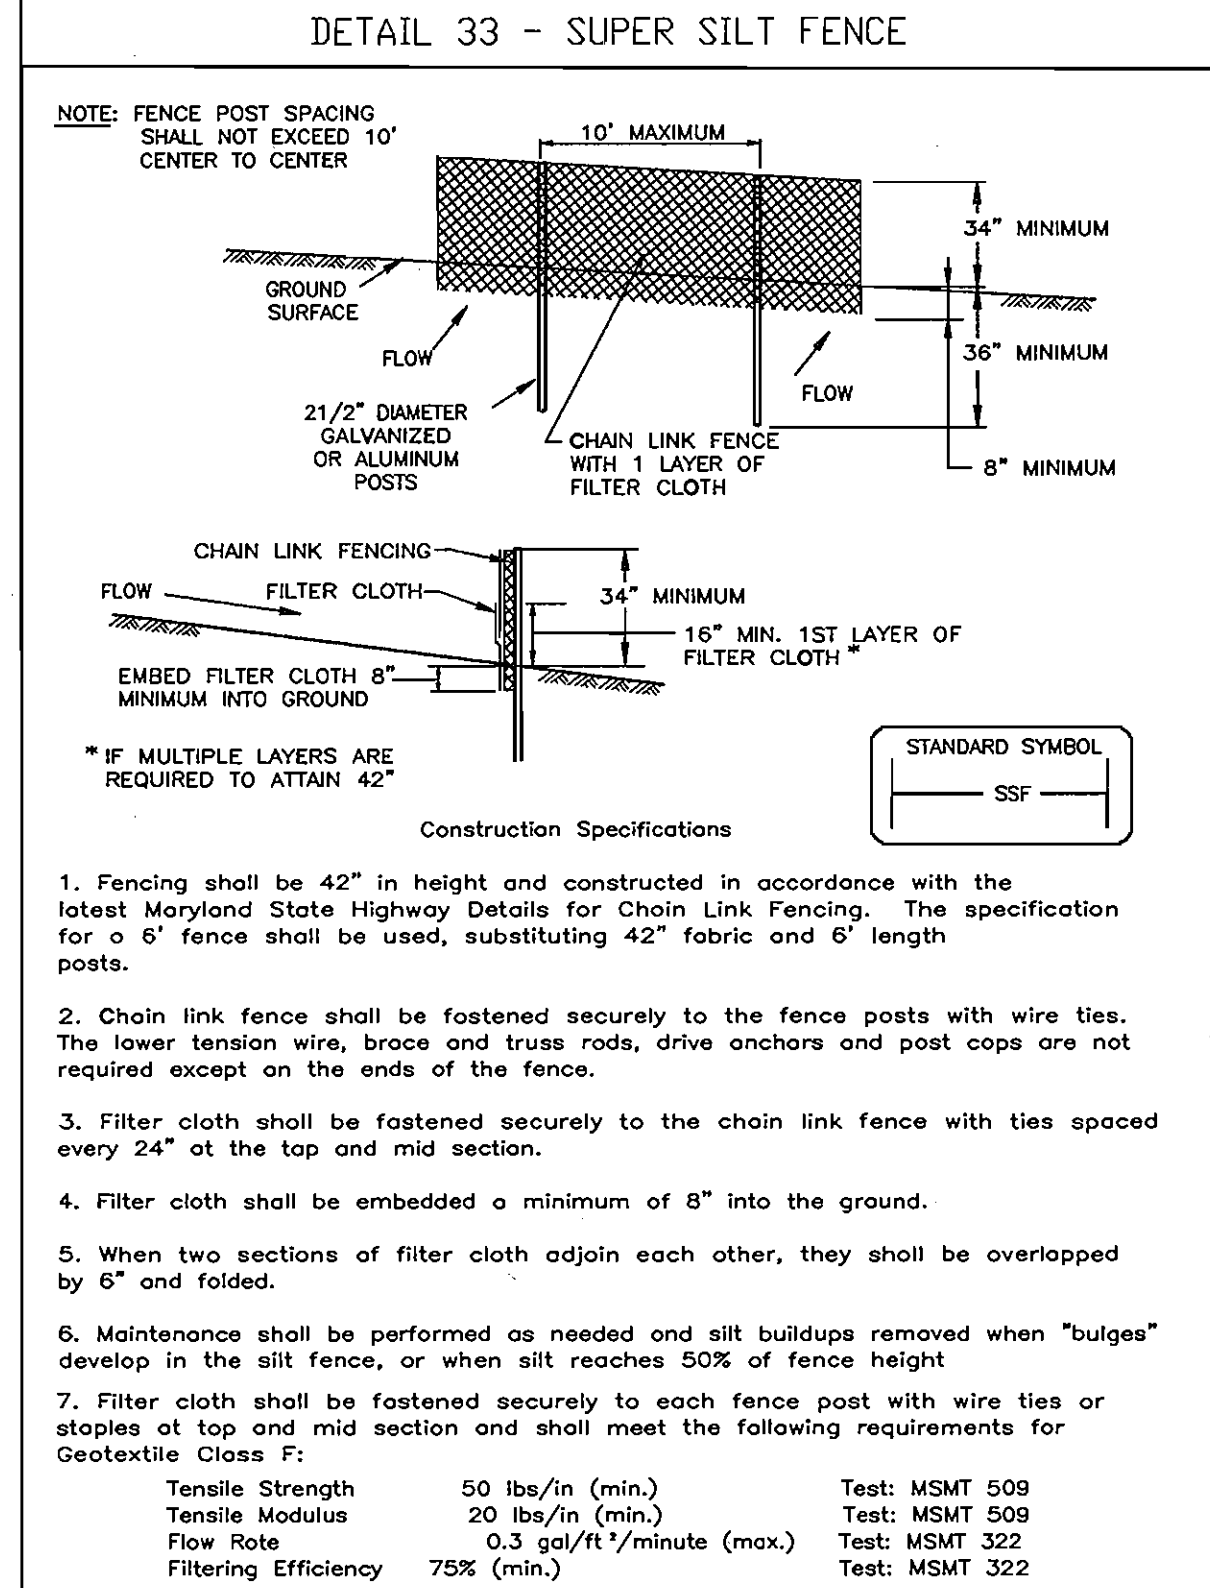 DETAIL 33 - SUPER SILT FENCE
NOTE: FENCE POST SPACING
SHALL NOT EXCEED 10'
CENTER TO CENTER
10' MAXIMUM
34" MINIMUM
GROUND
SURFACE
FLOW
36" MINIMUM
FLOW
21/2" DIAMETER
GALVANIZED
OR ALUMINUM
POSTS
CHAIN LINK FENCE
WITH 1 LAYER OF
FILTER CLOTH
8" MINIMUM
CHAIN LINK FENCING
FLOW
FILTER CLOTH
34" MINIMUM
16" MIN. 1ST LAYER OF
FILTER CLOTH *
EMBED FILTER CLOTH 8"
MINIMUM INTO GROUND
* IF MULTIPLE LAYERS ARE
REQUIRED TO ATTAIN 42"
STANDARD SYMBOL
SSF
Construction Specifications
1. Fencing shall be 42" in height and constructed in accordance with the
latest Maryland State Highway Details for Chain Link Fencing. The specification
for a 6' fence shall be used, substituting 42" fabric and 6' length
posts.
2. Chain link fence shall be fastened securely to the fence posts with wire ties.
The lower tension wire, brace and truss rods, drive anchors and post caps are not
required except on the ends of the fence.
3. Filter cloth shall be fastened securely to the chain link fence with ties spaced
every 24" at the top and mid section.
4. Filter cloth shall be embedded a minimum of 8" into the ground.
5. When two sections of filter cloth adjoin each other, they shall be overlapped
by 6" and folded.
6. Maintenance shall be performed as needed and silt buildups removed when "bulges"
develop in the silt fence, or when silt reaches 50% of fence height
7. Filter cloth shall be fastened securely to each fence post with wire ties or
staples at top and mid section and shall meet the following requirements for
Geotextile Class F:
Tensile Strength 50 lbs/in (min.) Test: MSMT 509
Tensile Modulus 20 lbs/in (min.) Test: MSMT 509
Flow Rate 0.3 gal/ft²/minute (max.) Test: MSMT 322
Filtering Efficiency 75% (min.) Test: MSMT 322